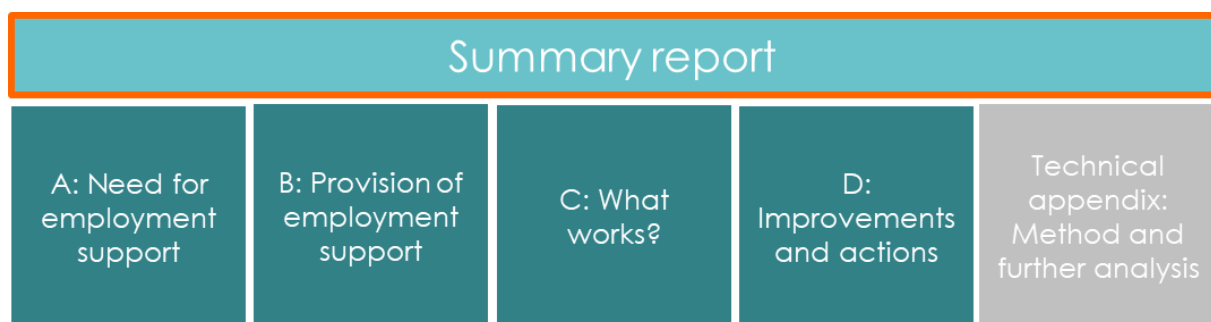 Summary report
A: Need for
employment
support
B: Provision of
employment
support
C: What
works?
D:
Improvements
and actions
Technical
appendix:
Method and
further analysis